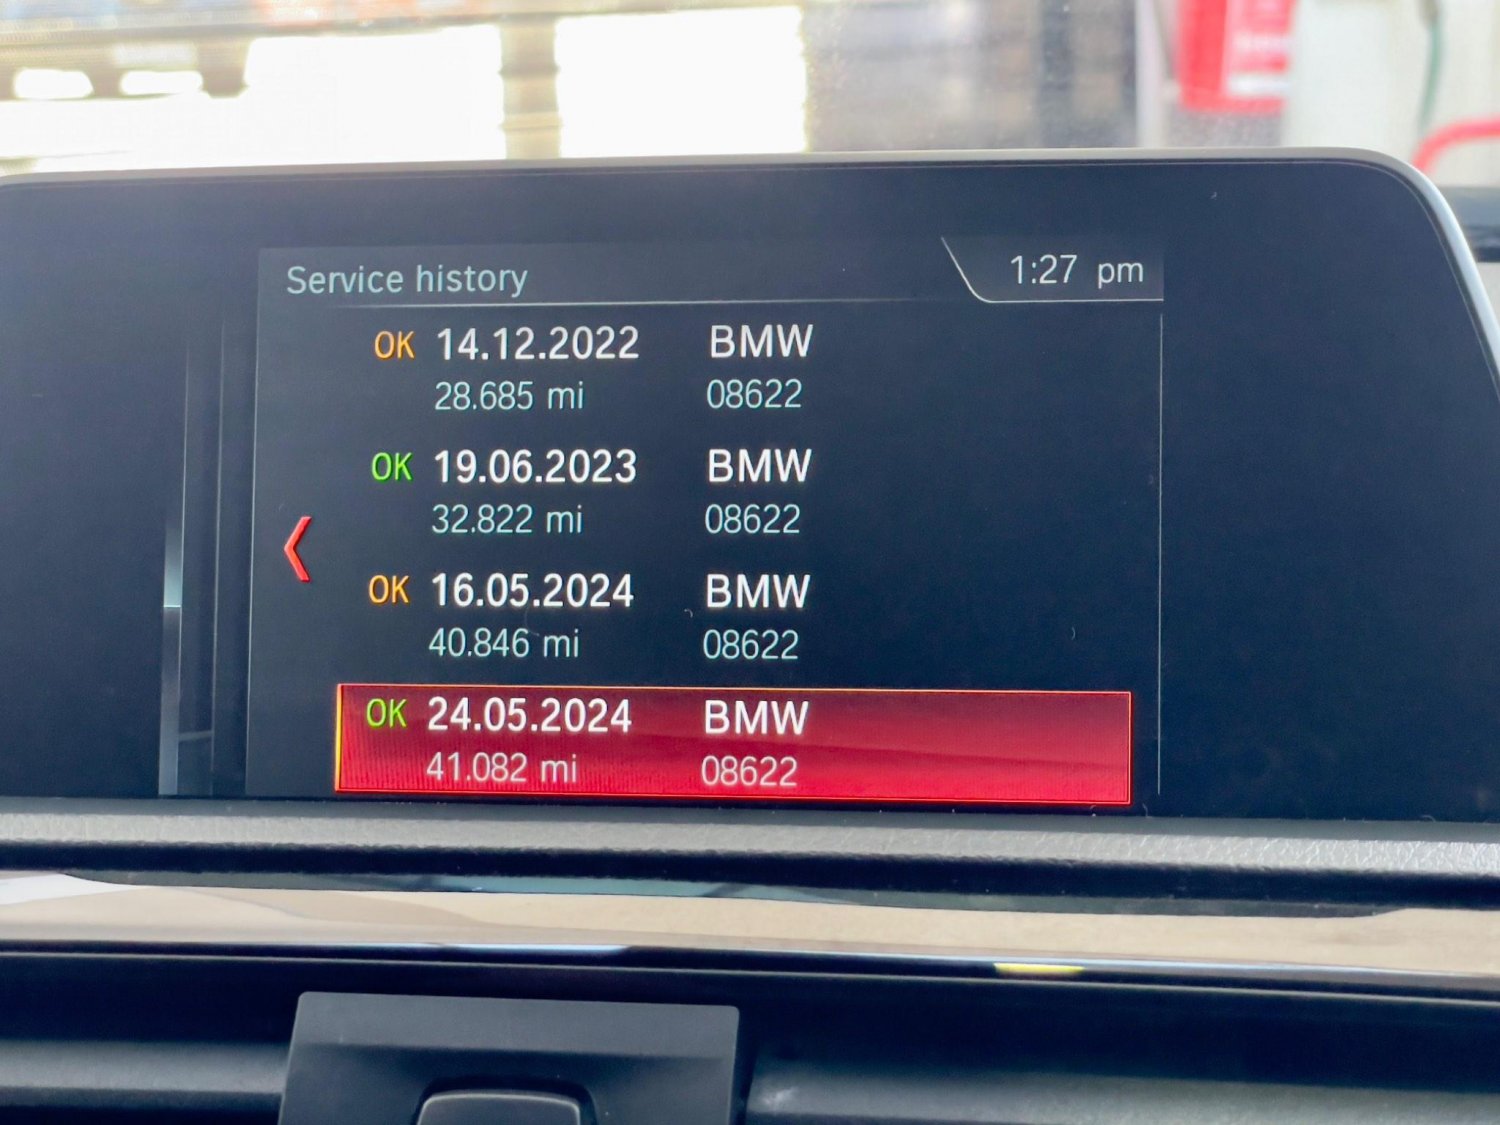 Service history 1:27 pm
OK 14.12.2022 BMW
28.685 mi 08622
OK 19.06.2023 BMW
32.822 mi 08622
OK 16.05.2024 BMW
40.846 mi 08622
OK 24.05.2024 BMW
41.082 mi 08622